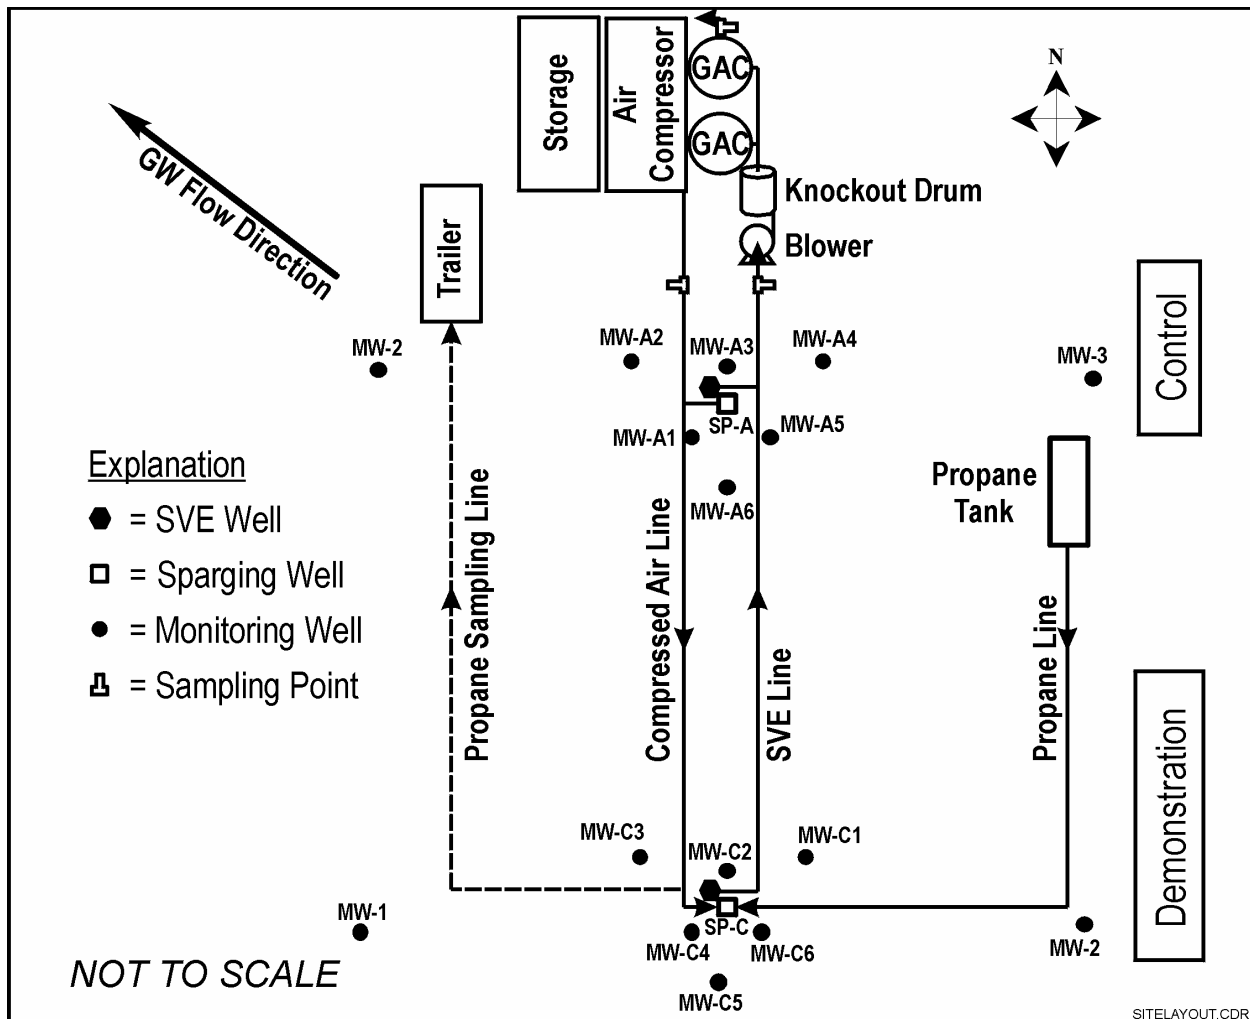 Storage
Air
Compressor
GAC
GAC
N
GW Flow Direction
Knockout Drum
Blower
Trailer
Control
MW-2
MW-A2
MW-A3
MW-A4
MW-3
SP-A
MW-A1
MW-A5
MW-A6
Propane
Tank
Explanation
= SVE Well
= Sparging Well
= Monitoring Well
= Sampling Point
Propane Sampling Line
Compressed Air Line
SVE Line
Propane Line
Demonstration
MW-C3
MW-C2
MW-C1
MW-1
SP-C
MW-C4
MW-C6
MW-2
MW-C5
NOT TO SCALE
SITELAYOUT.CDR